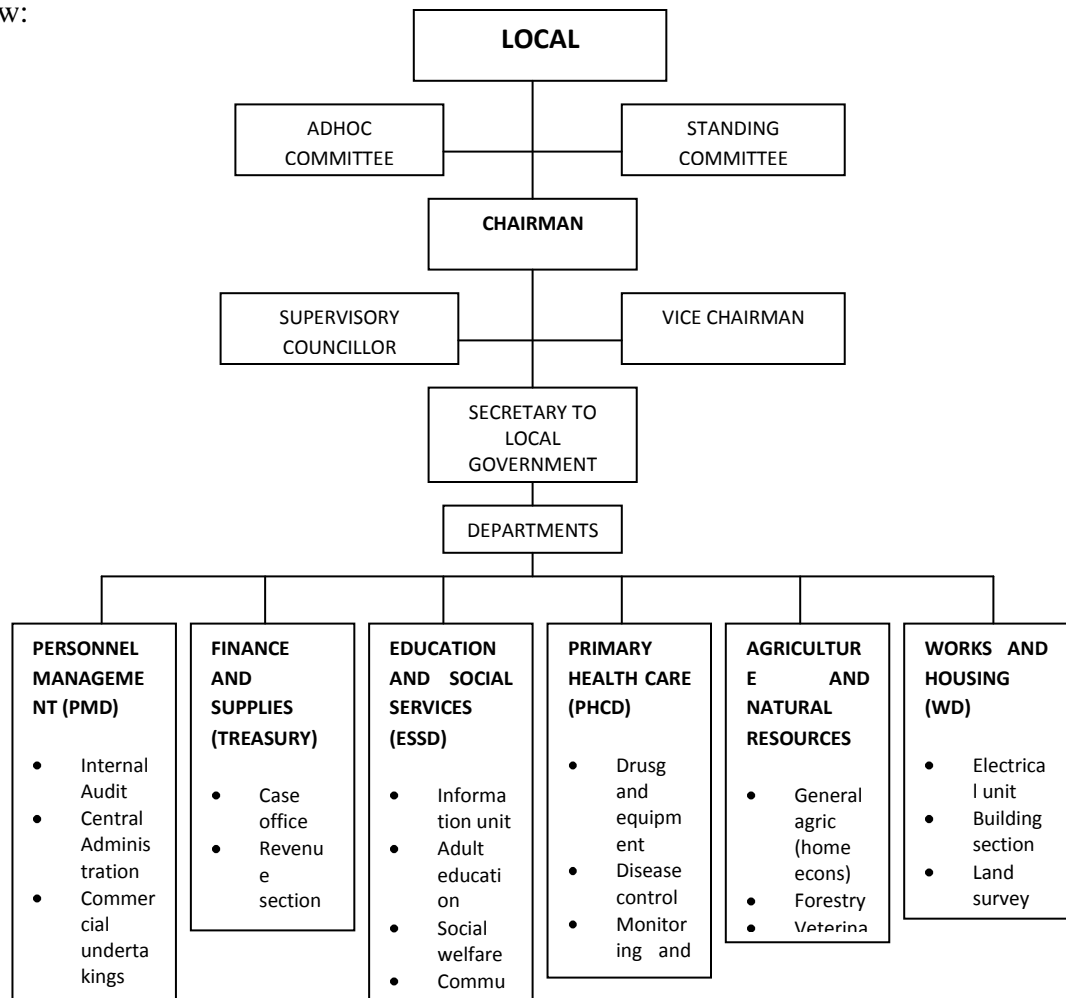 w:
LOCAL
ADHOC
COMMITTEE
STANDING
COMMITTEE
CHAIRMAN
SUPERVISORY
COUNCILLOR
VICE CHAIRMAN
SECRETARY TO
LOCAL
GOVERNMENT
DEPARTMENTS
PERSONNEL
MANAGEME
NT (PMD)
• Internal
Audit
• Central
Adminis
tration
• Commer
cial
underta
kings
FINANCE
AND
SUPPLIES
(TREASURY)
• Case
office
• Revenu
e
section
EDUCATION
AND SOCIAL
SERVICES
(ESSD)
• Informa
tion unit
• Adult
educati
on
• Social
welfare
• Commu
PRIMARY
HEALTH CARE
(PHCD)
• Drusg
and
equipm
ent
• Disease
control
• Monitor
ing and
AGRICULTUR
E AND
NATURAL
RESOURCES
• General
agric
(home
econs)
• Forestry
• Veterina
WORKS AND
HOUSING
(WD)
• Electrica
l unit
• Building
section
• Land
survey